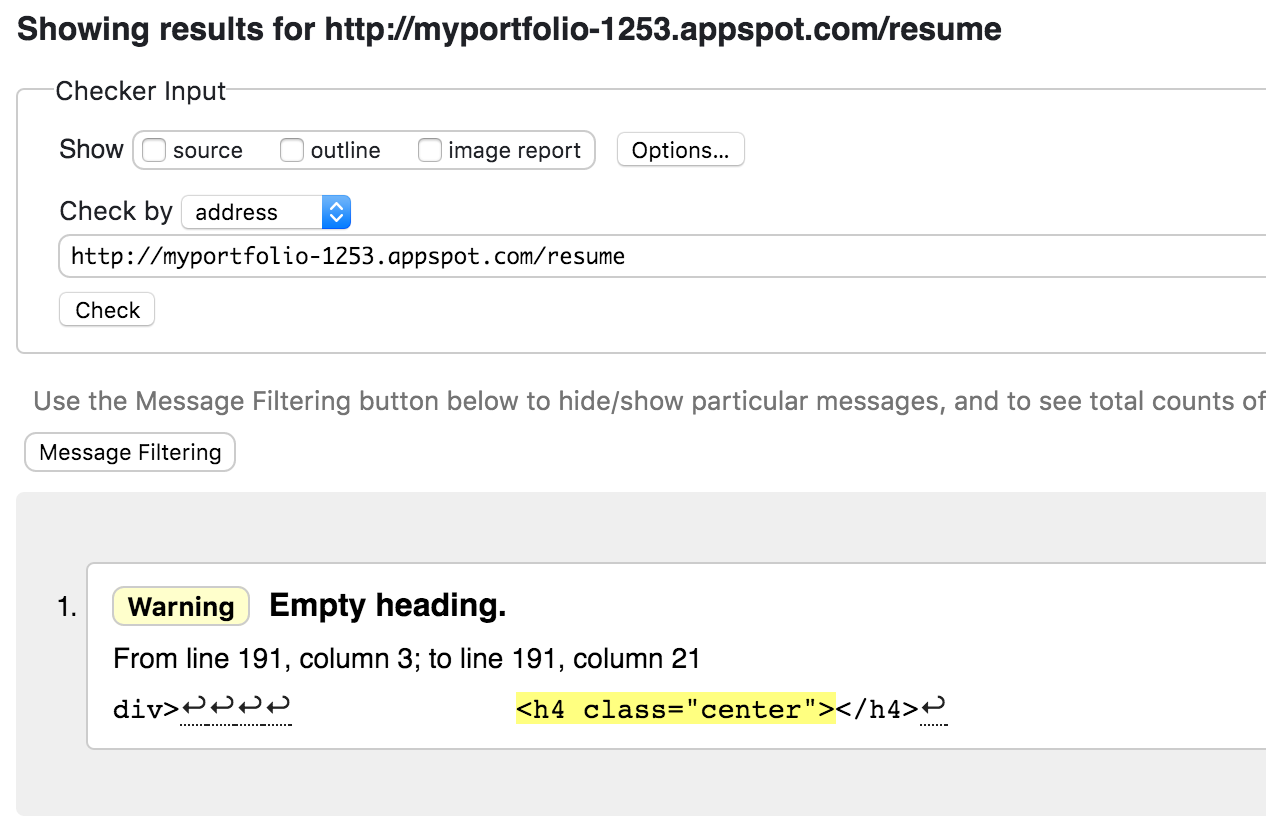 Showing results for http://myportfolio-1253.appspot.com/resume
Checker Input
Show source outline image report Options...
Check by address
http://myportfolio-1253.appspot.com/resume
Check
Use the Message Filtering button below to hide/show particular messages, and to see total counts of
Message Filtering
1. Warning Empty heading.
From line 191, column 3; to line 191, column 21
div>↩↩↩↩ <h4 class="center"></h4>↩